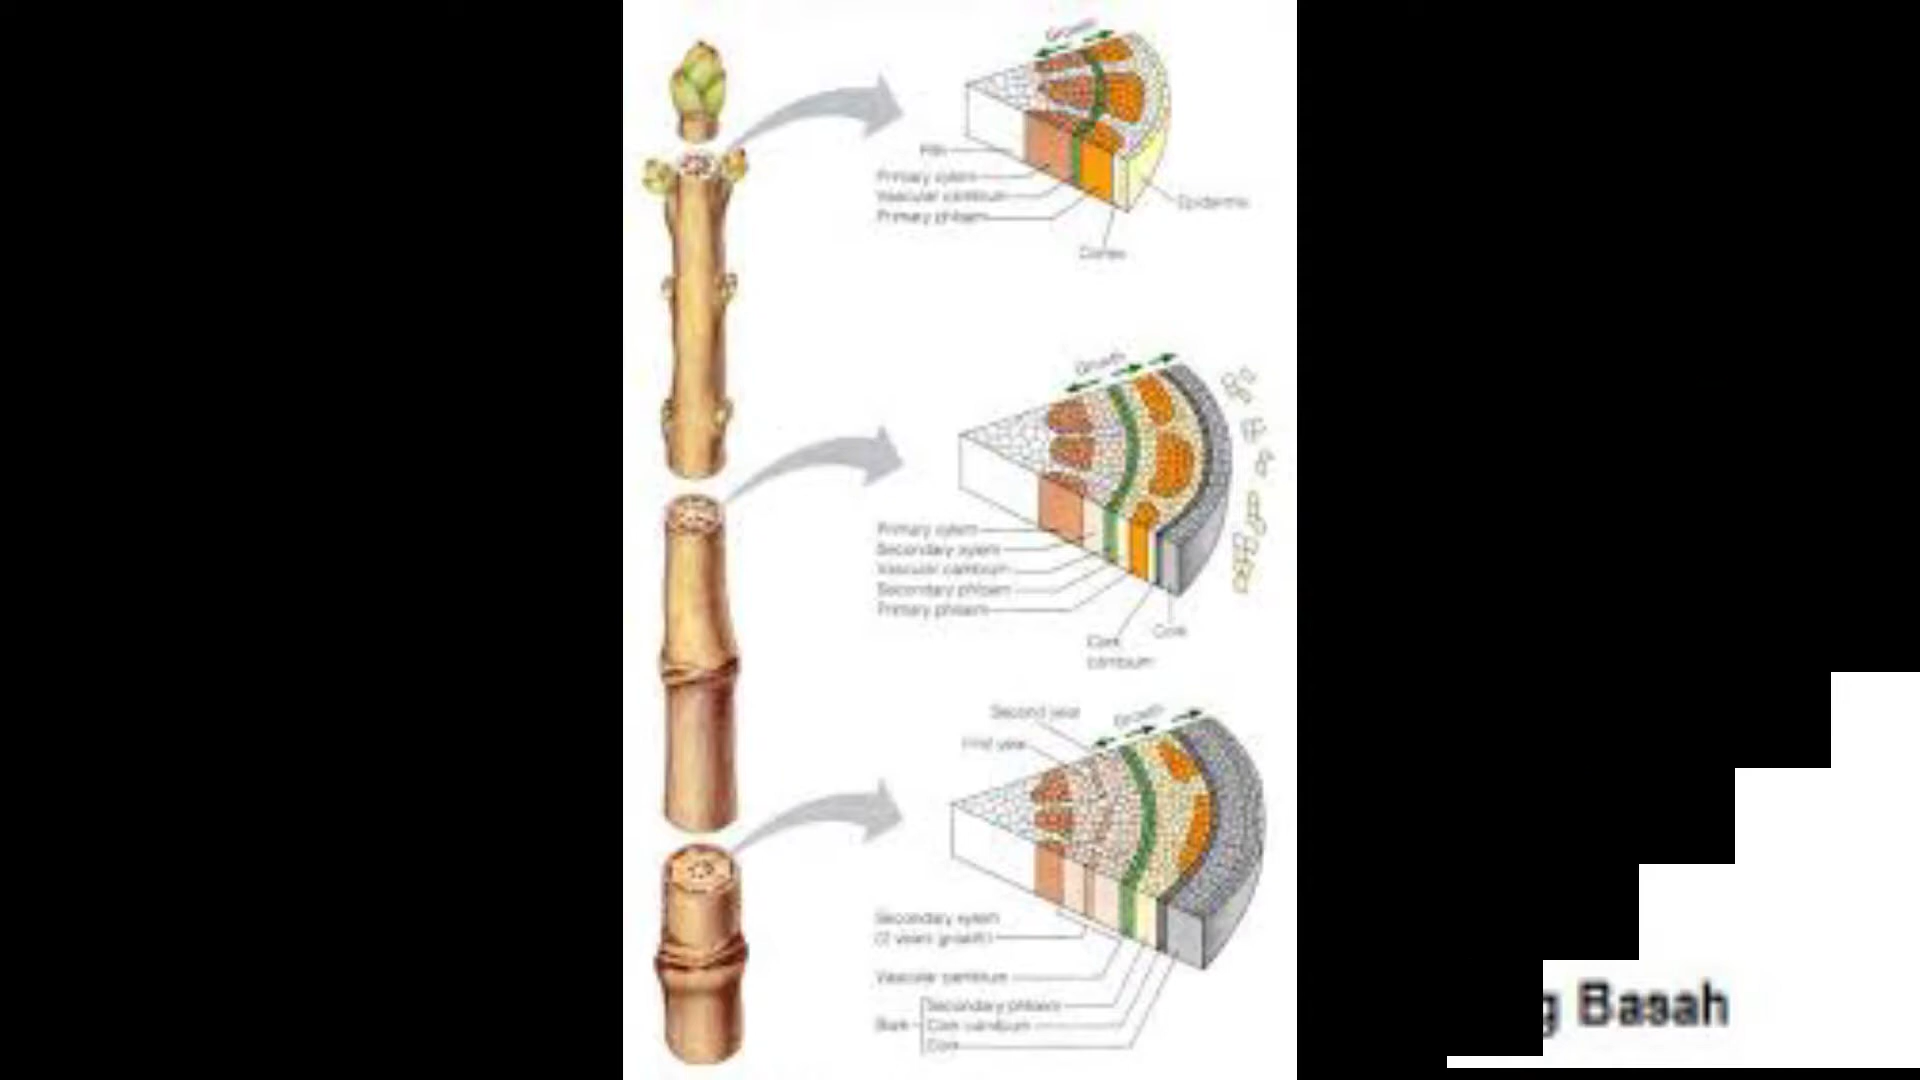 Growth
Pith
Primary xylem
Vascular cambium
Primary phloem
Epidermis
Cortex
Growth
Primary xylem
Secondary xylem
Vascular cambium
Secondary phloem
Primary phloem
Cork
Cork
cambium
Second year
Growth
First year
Secondary xylem
(2 years growth)
Vascular cambium
Secondary phloem
Bark
Cork cambium
Cork
g Basah